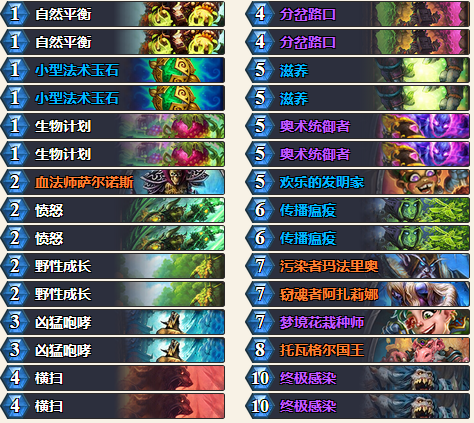 1 自然平衡
1 自然平衡
1 小型法术玉石
1 小型法术玉石
1 生物计划
1 生物计划
2 血法师萨尔诺斯
2 愤怒
2 愤怒
2 野性成长
2 野性成长
3 凶猛咆哮
3 凶猛咆哮
4 横扫
4 横扫
4 分岔路口
4 分岔路口
5 滋养
5 滋养
5 奥术统御者
5 奥术统御者
5 欢乐的发明家
6 传播瘟疫
6 传播瘟疫
7 污染者玛法里奥
7 窃魂者阿扎莉娜
7 梦境花栽种师
8 托瓦格尔国王
10 终极感染
10 终极感染